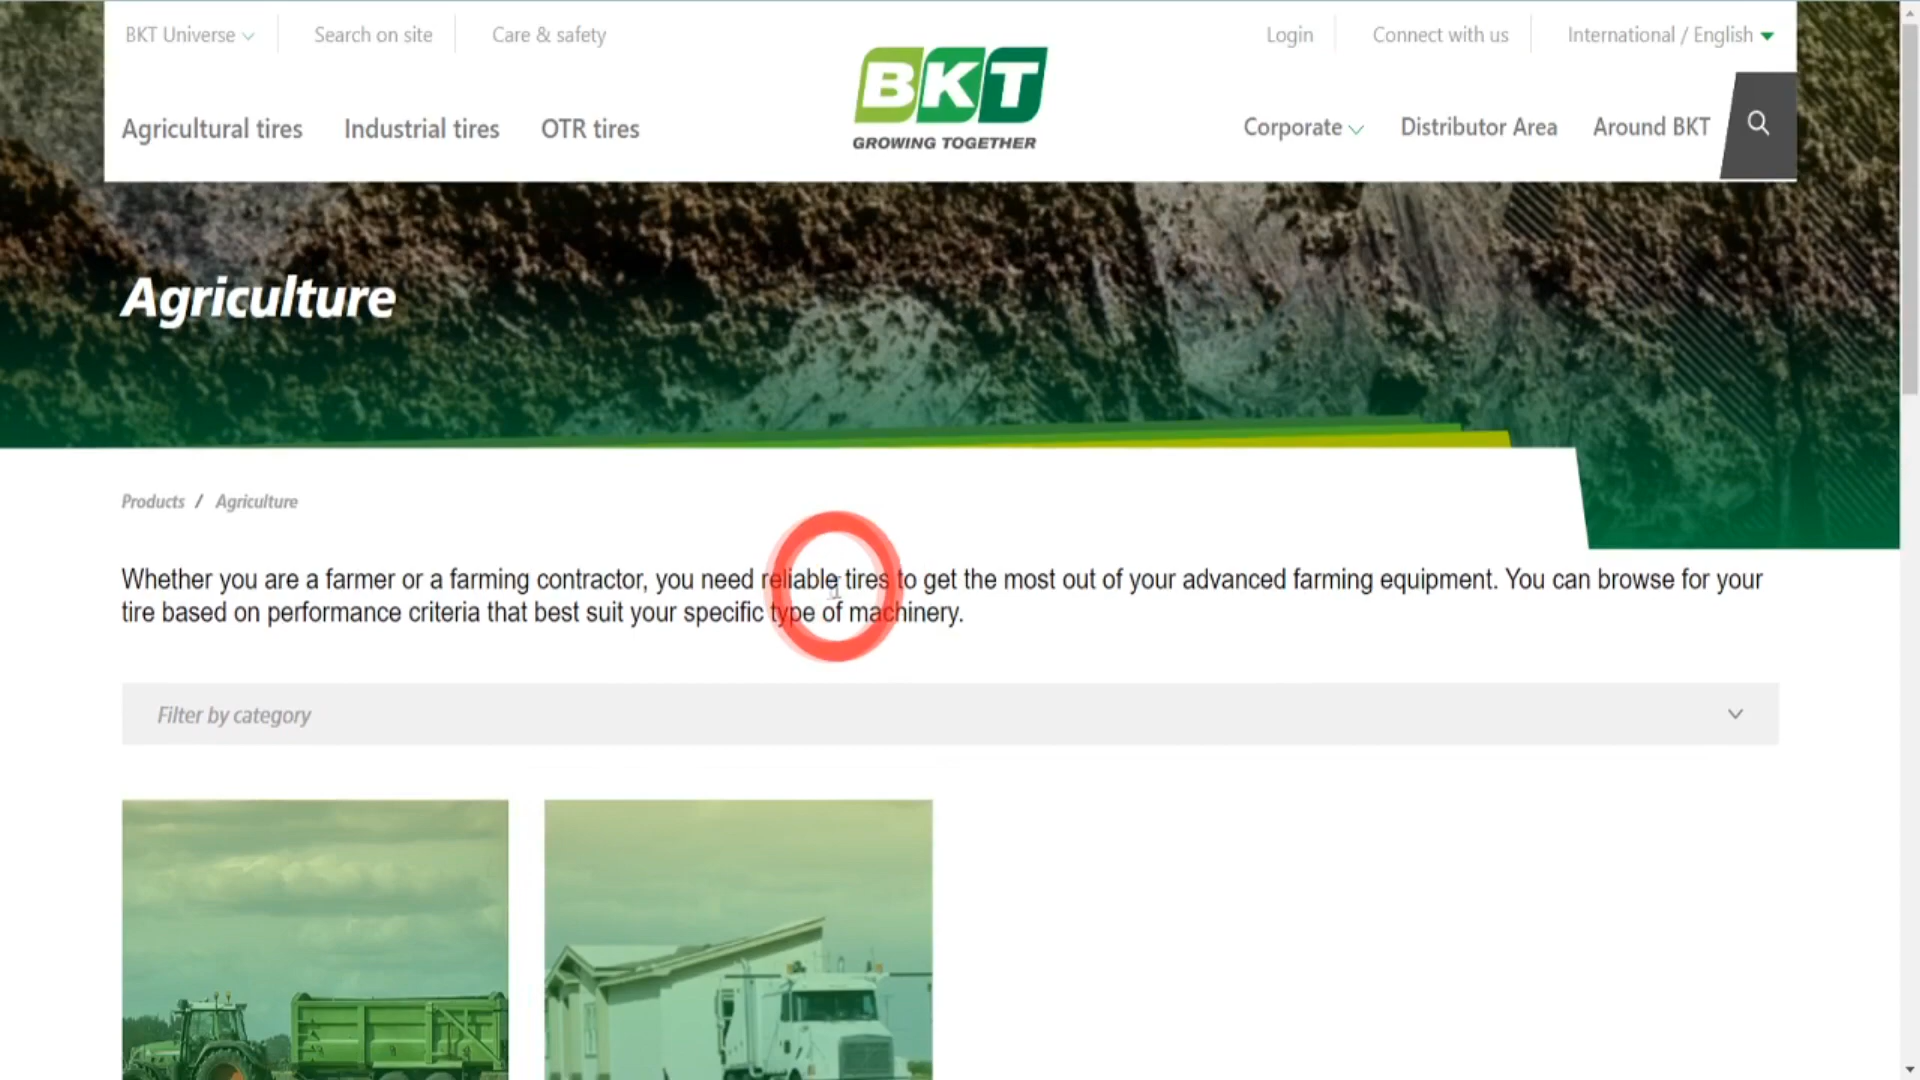 BKT Universe
Search on site
Care & safety
Login
Connect with us
International / English
Agricultural tires
Industrial tires
OTR tires
BKT
GROWING TOGETHER
Corporate
Distributor Area
Around BKT
Agriculture
Products / Agriculture
Whether you are a farmer or a farming contractor, you need reliable tires to get the most out of your advanced farming equipment. You can browse for your
tire based on performance criteria that best suit your specific type of machinery.
Filter by category